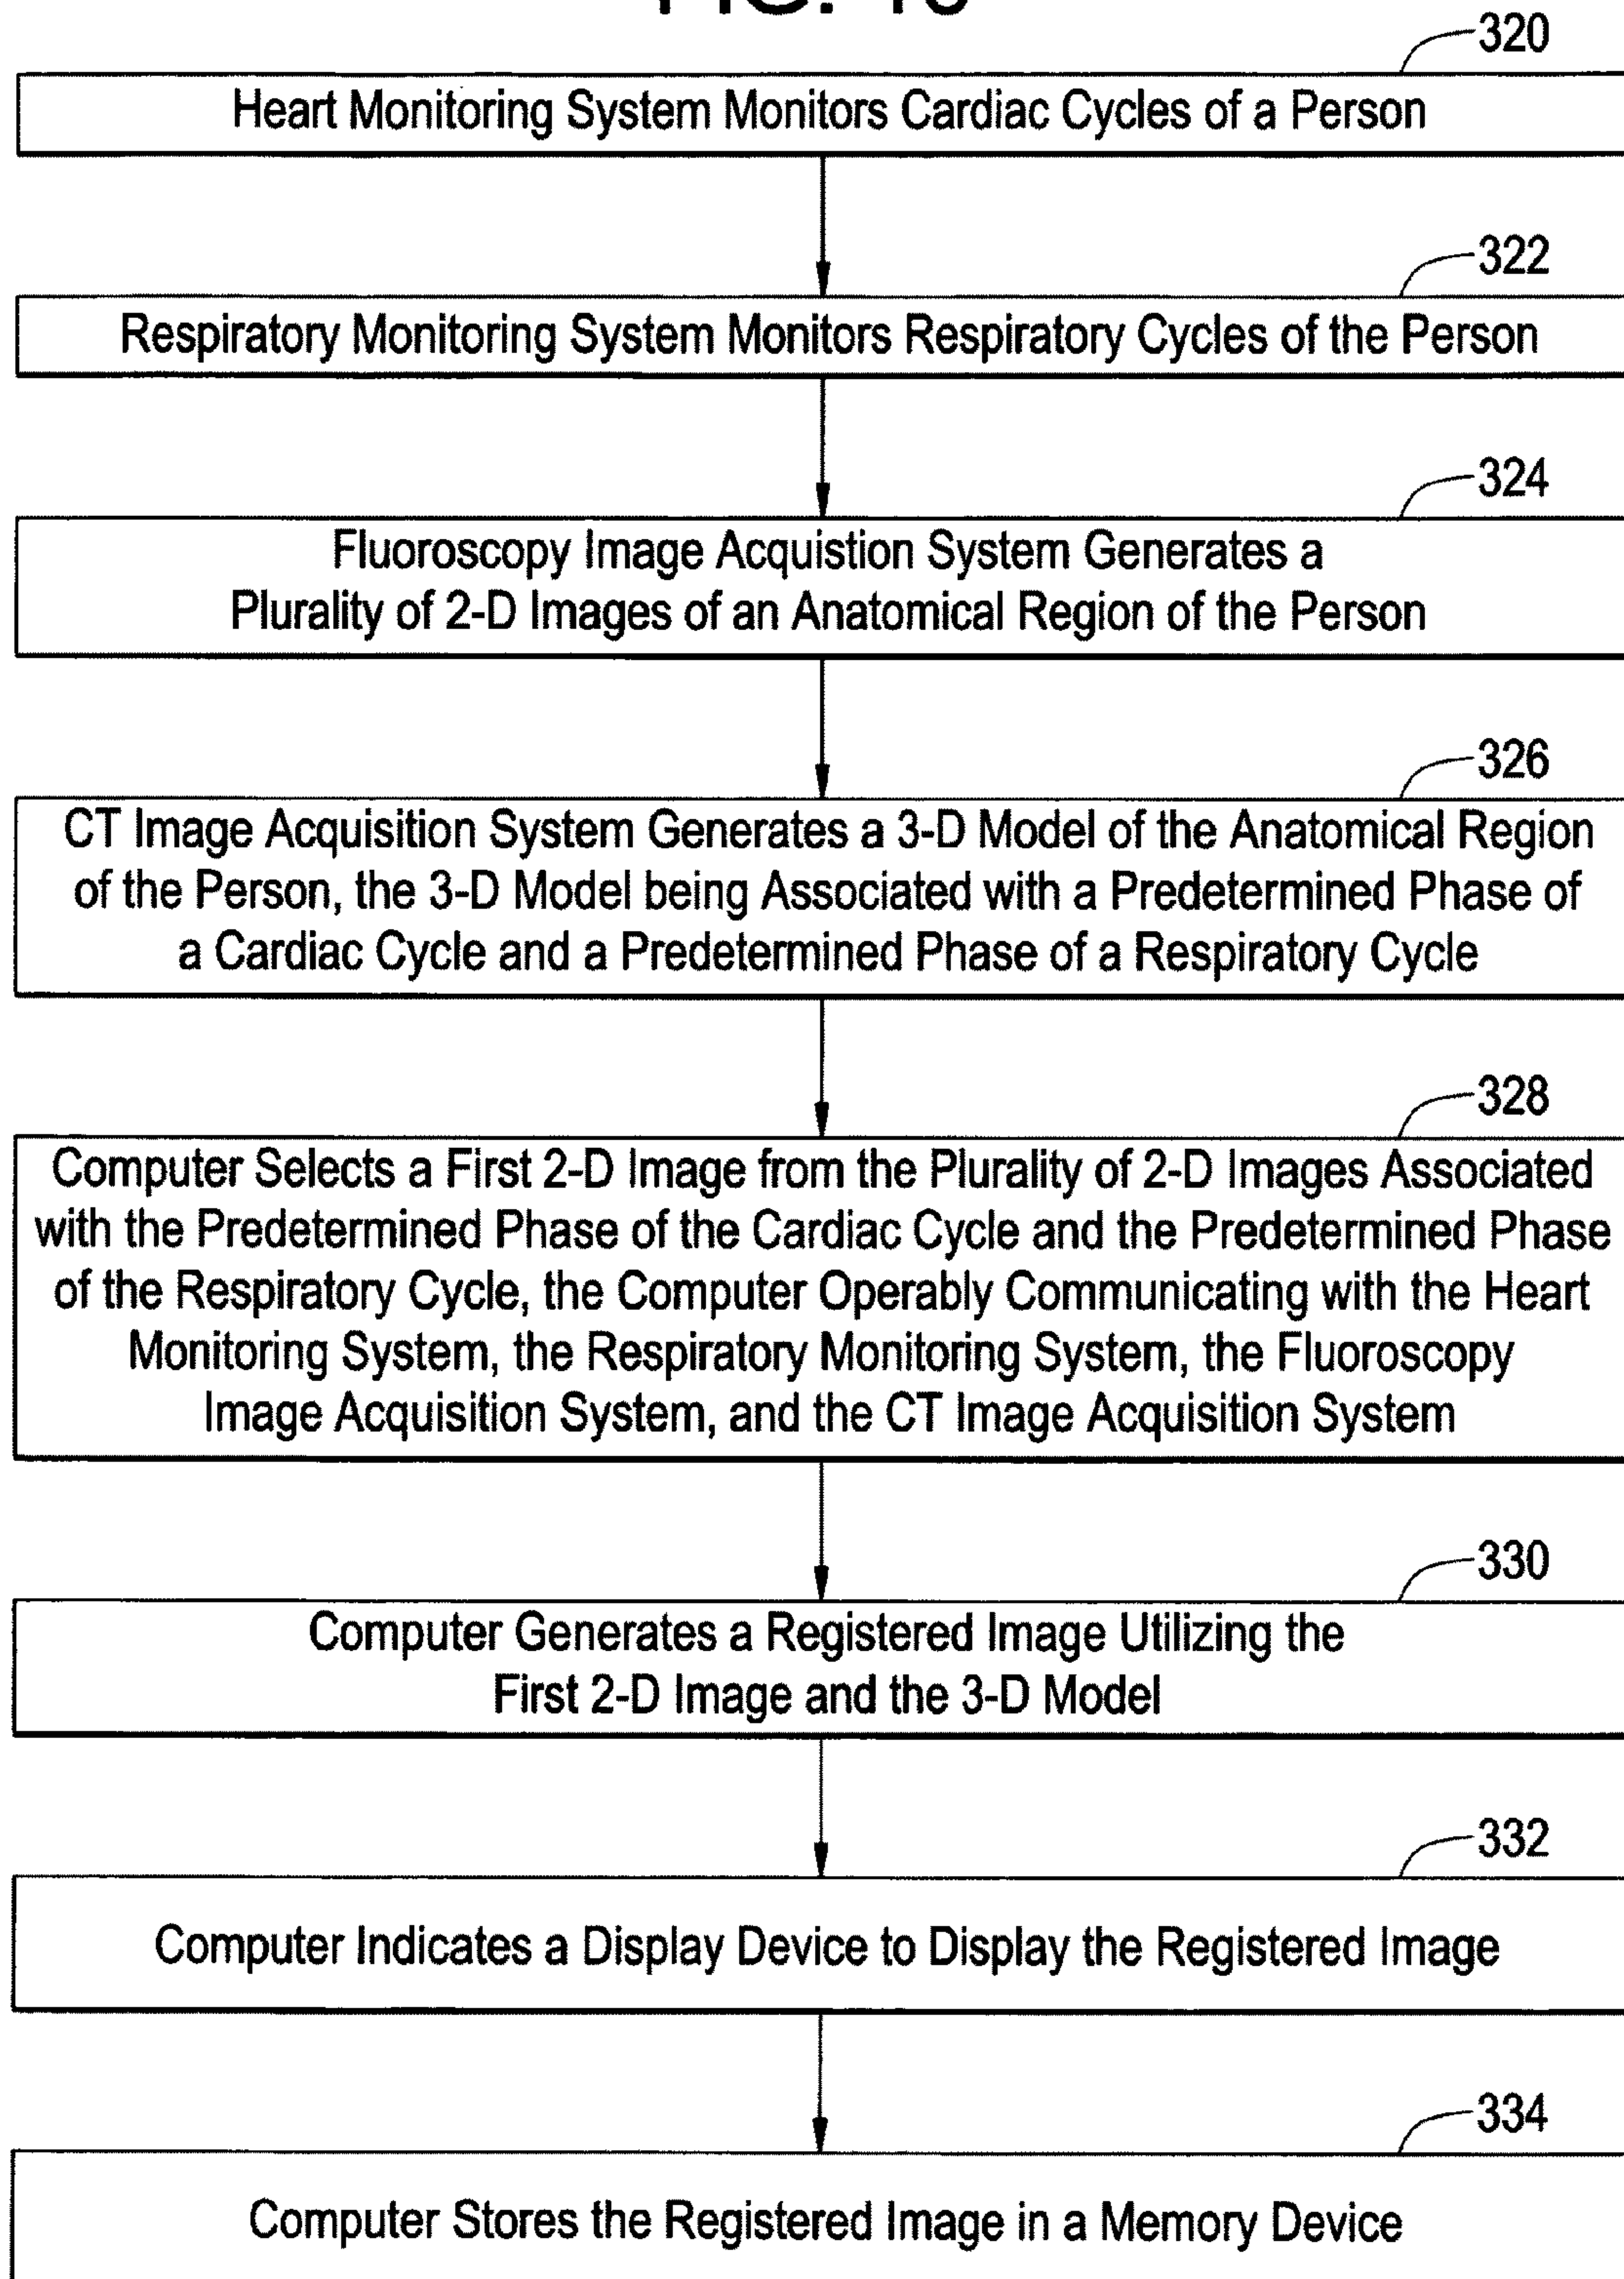 320
Heart Monitoring System Monitors Cardiac Cycles of a Person
322
Respiratory Monitoring System Monitors Respiratory Cycles of the Person
324
Fluoroscopy Image Acquistion System Generates a
Plurality of 2-D Images of an Anatomical Region of the Person
326
CT Image Acquisition System Generates a 3-D Model of the Anatomical Region
of the Person, the 3-D Model being Associated with a Predetermined Phase of
a Cardiac Cycle and a Predetermined Phase of a Respiratory Cycle
328
Computer Selects a First 2-D Image from the Plurality of 2-D Images Associated
with the Predetermined Phase of the Cardiac Cycle and the Predetermined Phase
of the Respiratory Cycle, the Computer Operably Communicating with the Heart
Monitoring System, the Respiratory Monitoring System, the Fluoroscopy
Image Acquisition System, and the CT Image Acquisition System
330
Computer Generates a Registered Image Utilizing the
First 2-D Image and the 3-D Model
332
Computer Indicates a Display Device to Display the Registered Image
334
Computer Stores the Registered Image in a Memory Device